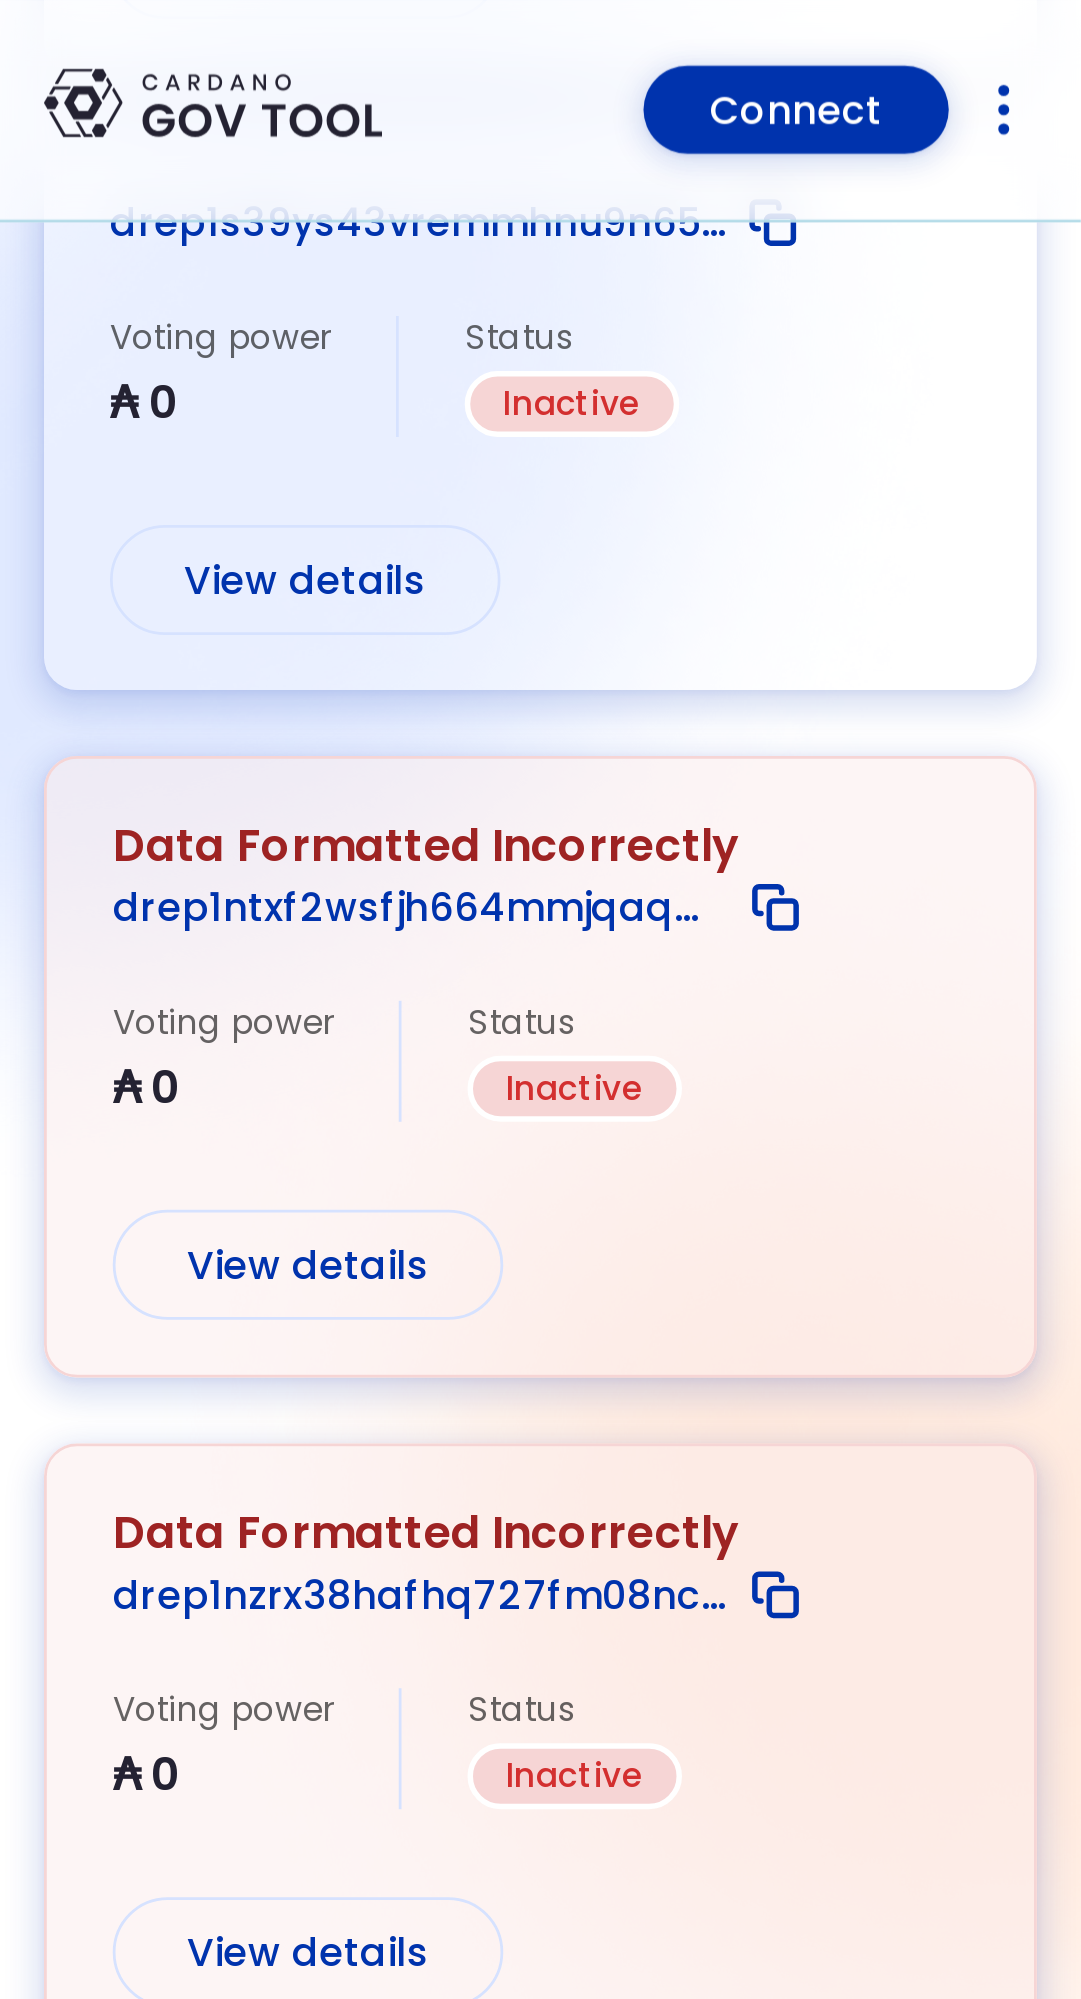 CARDANO
GOV TOOL
Connect
drep1s39ys43vremmhnu9n65...
Voting power
Status
₳ 0
Inactive
View details
Data Formatted Incorrectly
drep1ntxf2wsfjh664mmjqaq...
Voting power
Status
₳ 0
Inactive
View details
Data Formatted Incorrectly
drep1nzrx38hafhq727fm08nc...
Voting power
Status
₳ 0
Inactive
View details